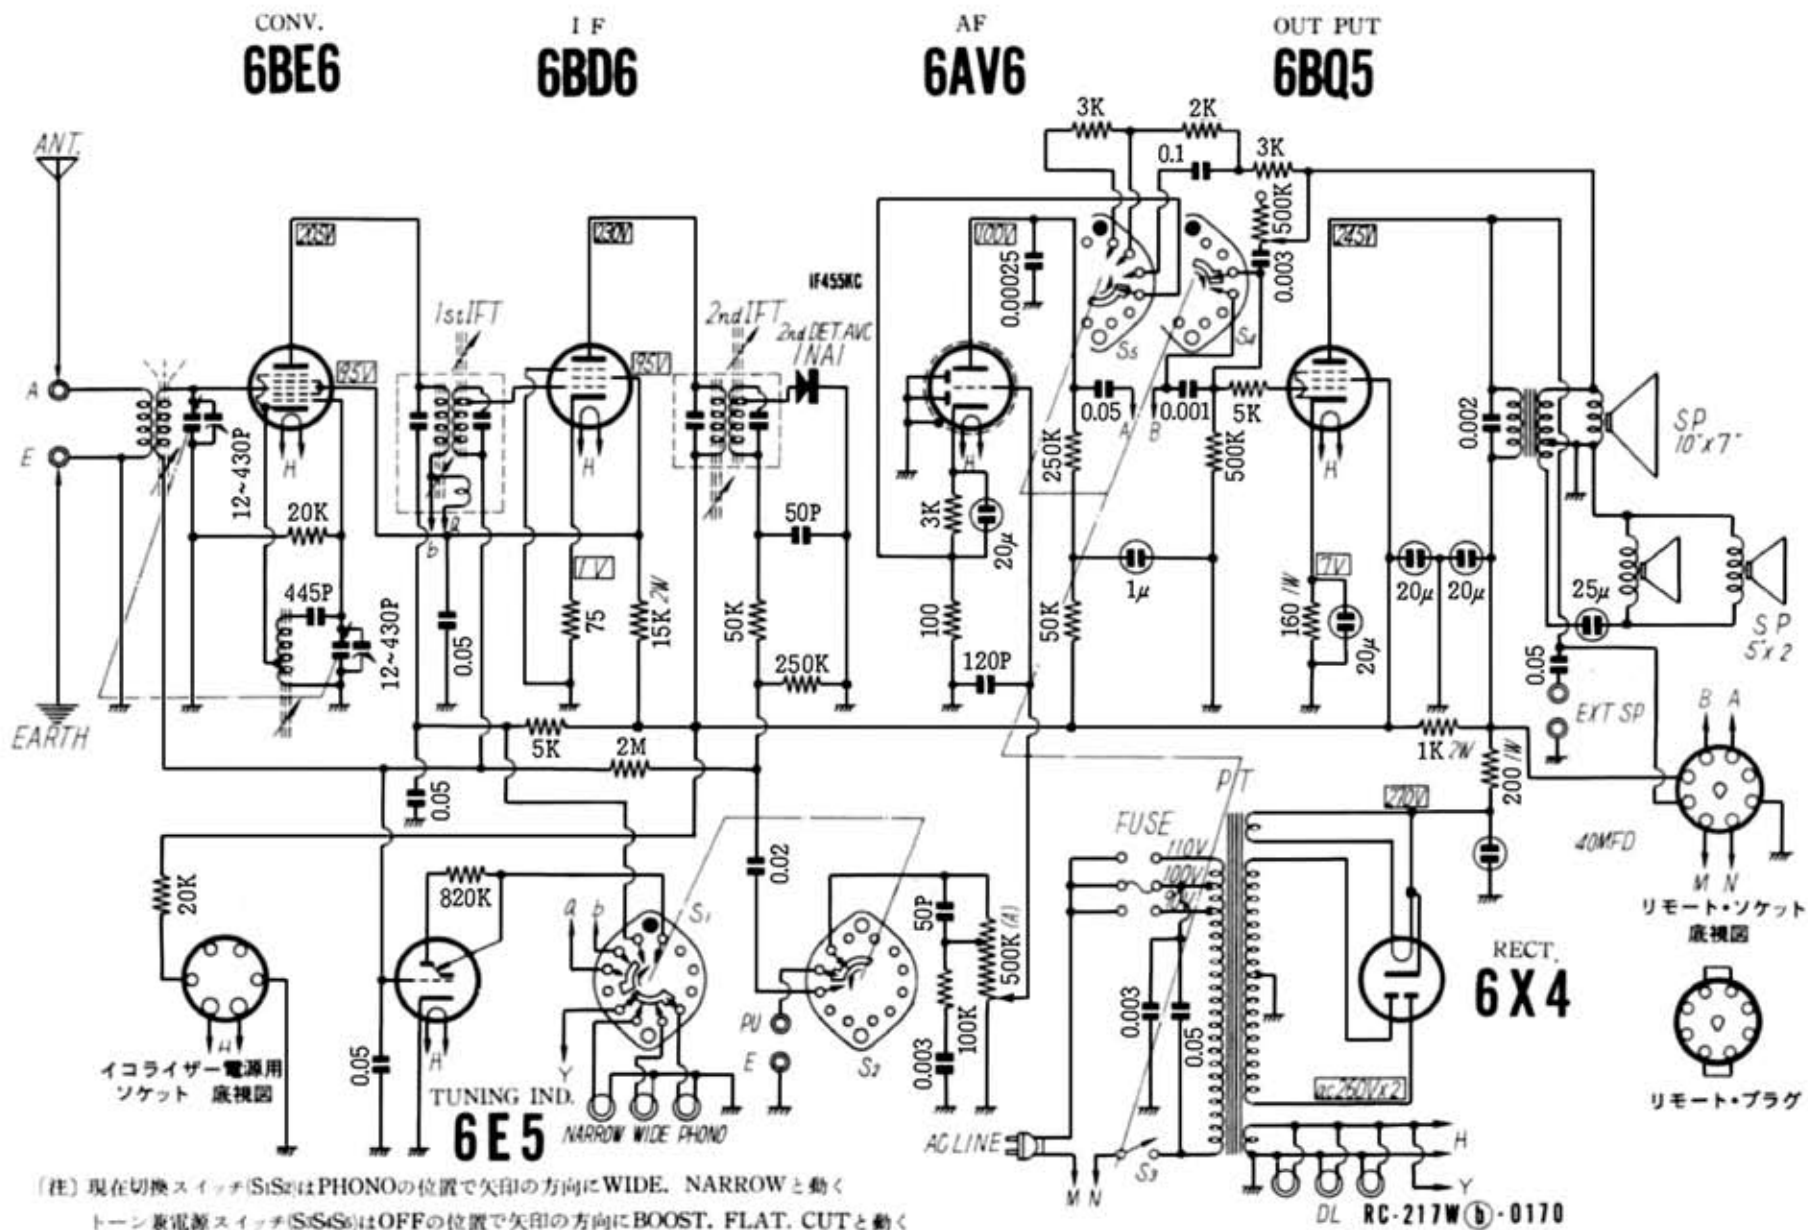 CONV.
6BE6
I F
6BD6
AF
6AV6
OUT PUT
6BQ5
3K
2K
ANT.
0.1
3K
500K
205V
230V
100V
245V
0.00025
0.003
IF455KC
1st IFT
2nd IFT
2nd DET. AVC
1NA1
S5
S4
95V
95V
A
E
0.05
A
B
0.001
5K
0.002
SP
10"x7"
12~430P
H
H
H
H
250K
500K
20K
a
b
50P
3K
20μ
1V
7V
1μ
20μ
20μ
25μ
445P
12~430P
0.05
75
15K 2W
50K
100
50K
160 1W
20μ
SP
5"x2
250K
120P
0.05
EXT SP
B A
EARTH
5K
2M
1K 2W
200 1W
0.05
P/T
270V
FUSE
110V
100V
90V
40MFD
M N
リモート・ソケット
底視図
20K
820K
0.02
a
b
S1
50P
500K (A)
RECT.
6X4
100K
0.003
0.05
PU
E
S2
0.003
H
イコライザー電源用
ソケット 底視図
0.05
H
Y
TUNING IND.
6E5
NARROW WIDE PHONO
ac260V×2
リモート・プラグ
AC LINE
M N
S3
H
Y
DL
RC-217W ⓑ-0170
〔注〕現在切換スイッチ(S1S2)はPHONOの位置で矢印の方向にWIDE. NARROWと動く
トーン兼電源スイッチ(S3S4S5)はOFFの位置で矢印の方向にBOOST. FLAT. CUTと動く